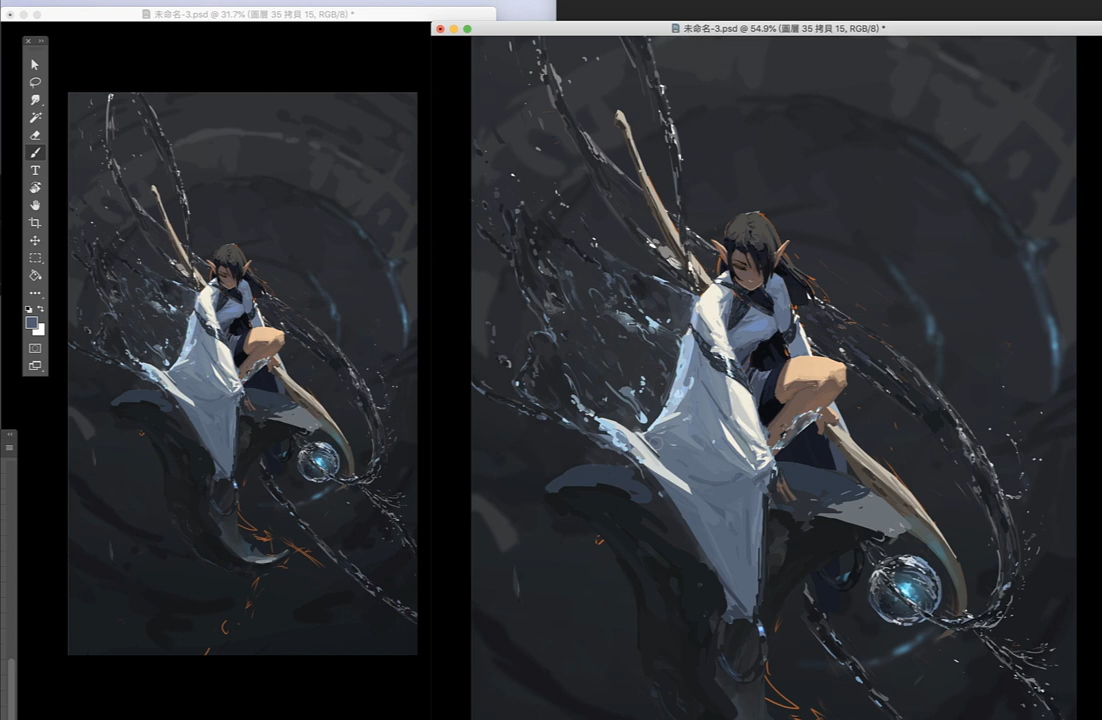 未命名-3.psd @ 31.7% (圖層 35 拷貝 15, RGB/8) *
未命名-3.psd @ 54.9% (圖層 35 拷貝 15, RGB/8) *